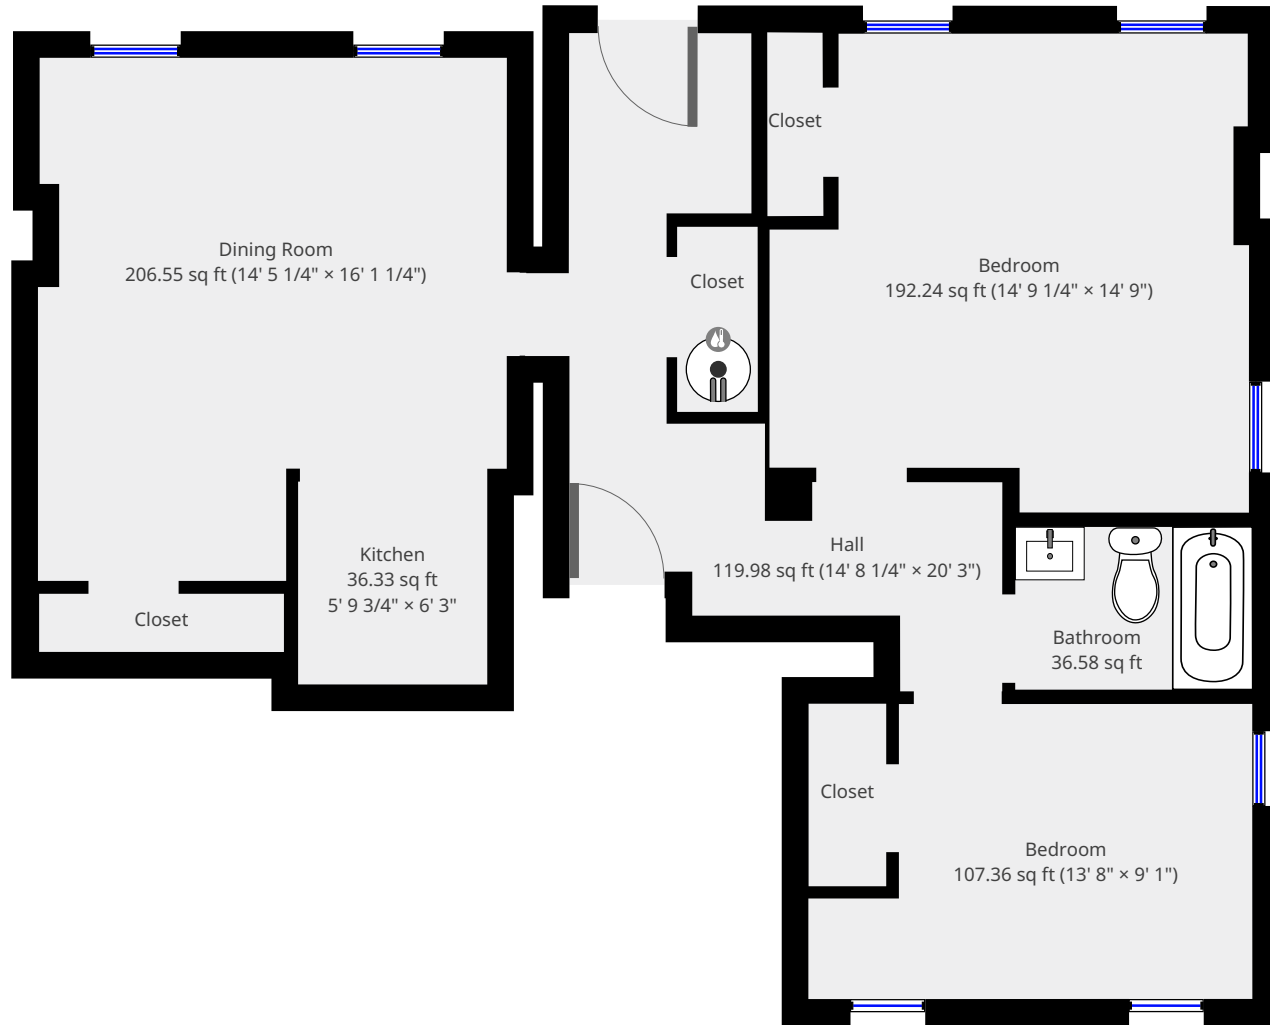 Closet
Dining Room
206.55 sq ft (14' 5 1/4" × 16' 1 1/4")
Closet
Bedroom
192.24 sq ft (14' 9 1/4" × 14' 9")
Kitchen
36.33 sq ft
5' 9 3/4" × 6' 3"
Hall
119.98 sq ft (14' 8 1/4" × 20' 3")
Closet
Bathroom
36.58 sq ft
Closet
Bedroom
107.36 sq ft (13' 8" × 9' 1")